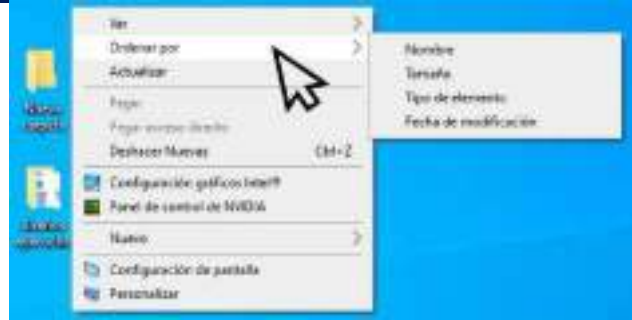 Ver
Ordenar por
Actualizar
Pegar
Pegar acceso directo
Deshacer Nuevas Ctrl+Z
Configuración gráficos Intel®
Panel de control de NVIDIA
Nuevo
Configuración de pantalla
Personalizar
Nombre
Tamaño
Tipo de elemento
Fecha de modificación